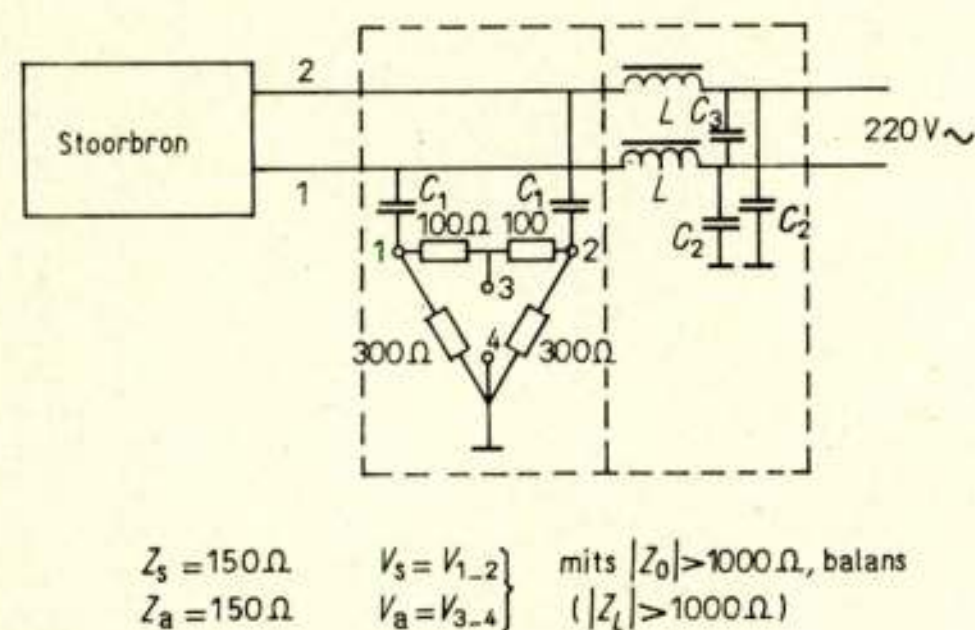 2
Stoorbron
1
L
C3
220V~
L
C1
C1
100Ω
100
C2
C2
1
2
3
300Ω
4
300Ω
Zs = 150Ω
Vs = V1-2
mits |Z0| > 1000Ω, balans
Za = 150Ω
Va = V3-4
(|ZL| > 1000Ω)